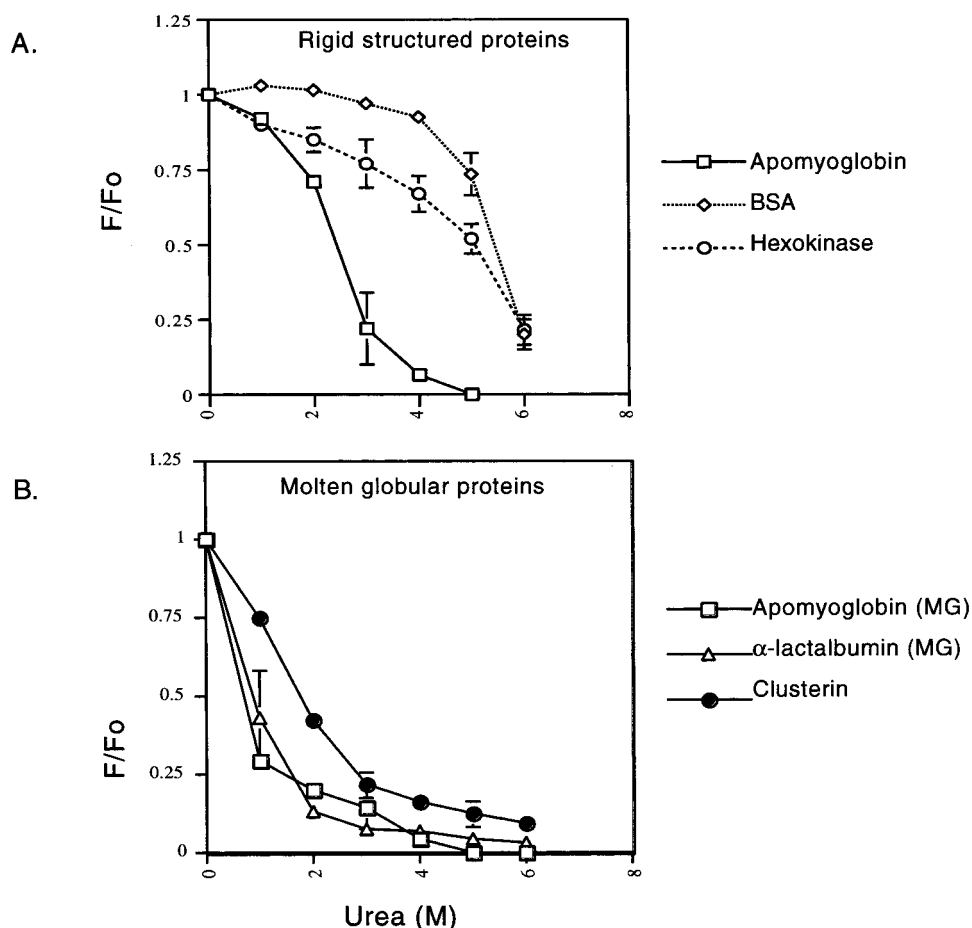 A.
Rigid structured proteins
1.25
1
0.75
0.5
0.25
0
F/Fo
0 2 4 6 8
Apomyoglobin
BSA
Hexokinase
B.
Molten globular proteins
1.25
1
0.75
0.5
0.25
0
F/Fo
0 2 4 6 8
Urea (M)
Apomyoglobin (MG)
α-lactalbumin (MG)
Clusterin